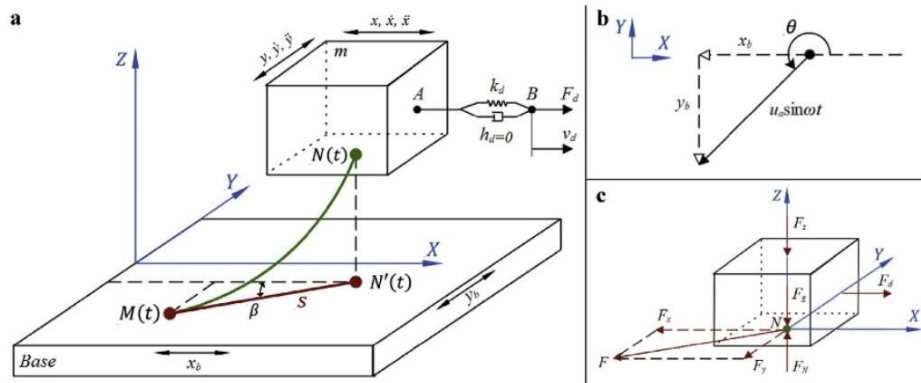 a
Z
y, ẏ, ÿ
x, ẋ, ẍ
m
A
k_d
B
F_d
h_d=0
v_d
N(t)
Y
X
M(t)
β
s
N'(t)
y_b
Base
x_b
b
Y
X
x_b
θ
y_b
u_o sinωt
c
Z
F_z
Y
F_g
F_d
F_x
N
X
F
F_y
F_N